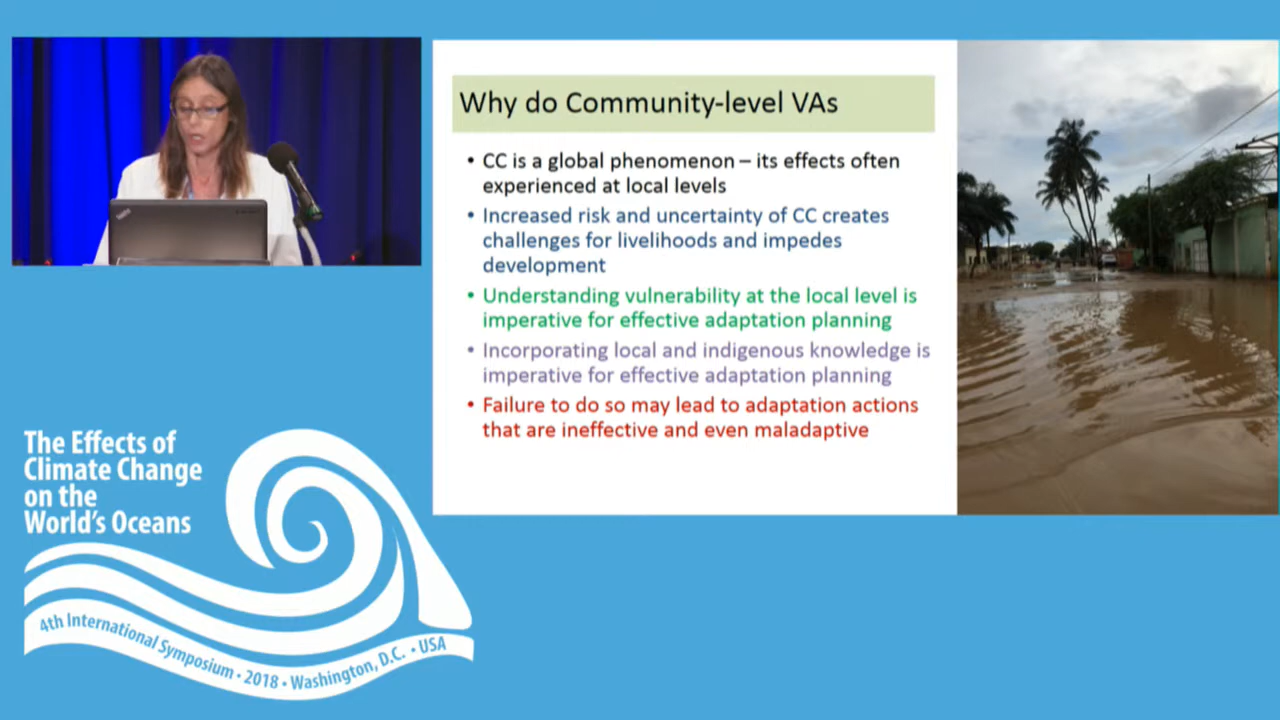 Why do Community-level VAs
• CC is a global phenomenon – its effects often
experienced at local levels
• Increased risk and uncertainty of CC creates
challenges for livelihoods and impedes
development
• Understanding vulnerability at the local level is
imperative for effective adaptation planning
• Incorporating local and indigenous knowledge is
imperative for effective adaptation planning
• Failure to do so may lead to adaptation actions
that are ineffective and even maladaptive
The Effects of
Climate Change
on the
World's Oceans
4th International Symposium • 2018 • Washington, D.C. • USA